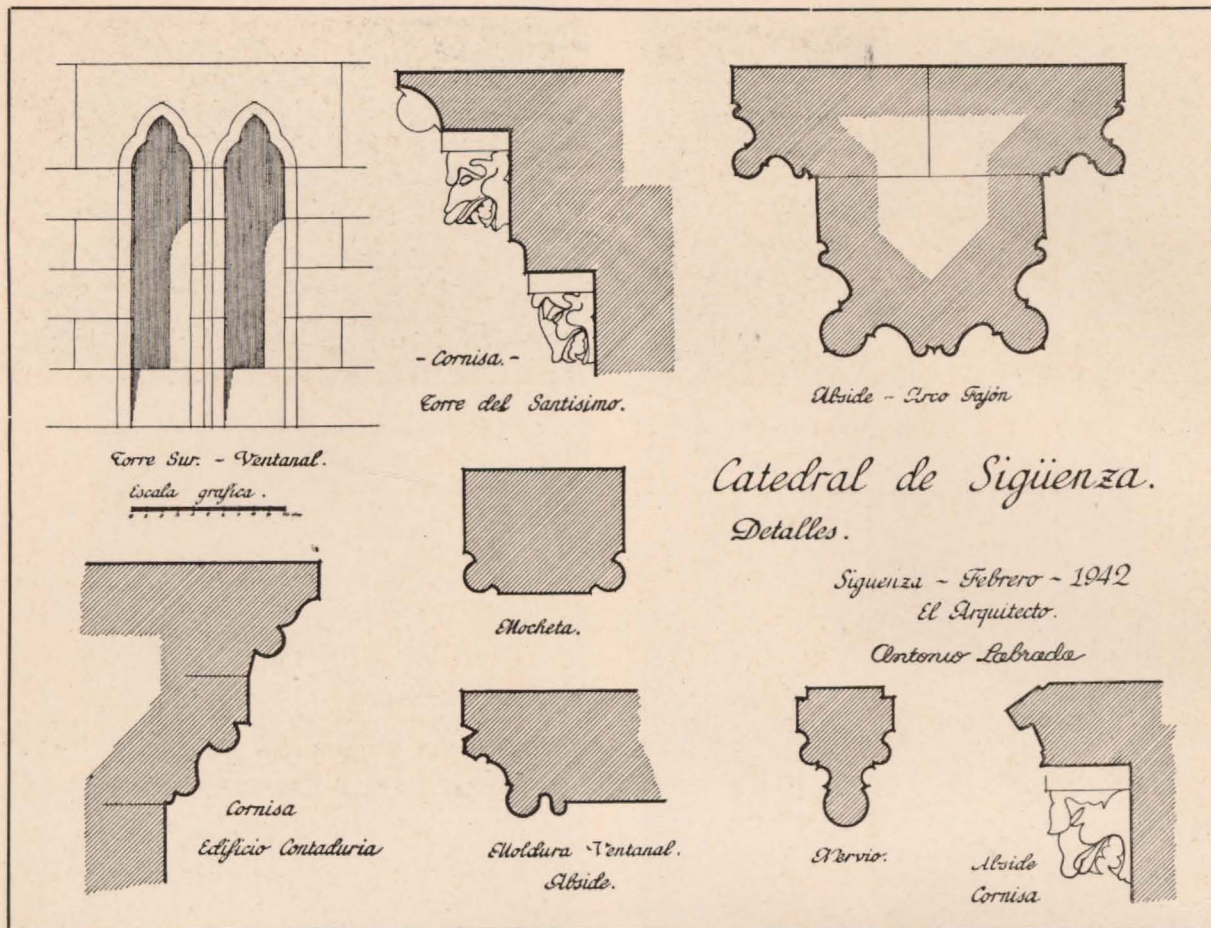 - Cornisa. -
Torre del Santisimo.
Abside - Arco Fajón
Torre Sur. - Ventanal.
Escala grafica.
Catedral de Sigüenza.
Detalles.
Siguenza - Febrero - 1942
El Arquitecto.
Antonio Labrada
Mocheta.
Cornisa
Edificio Contaduria
Moldura Ventanal.
Abside.
Nervio.
Abside
Cornisa